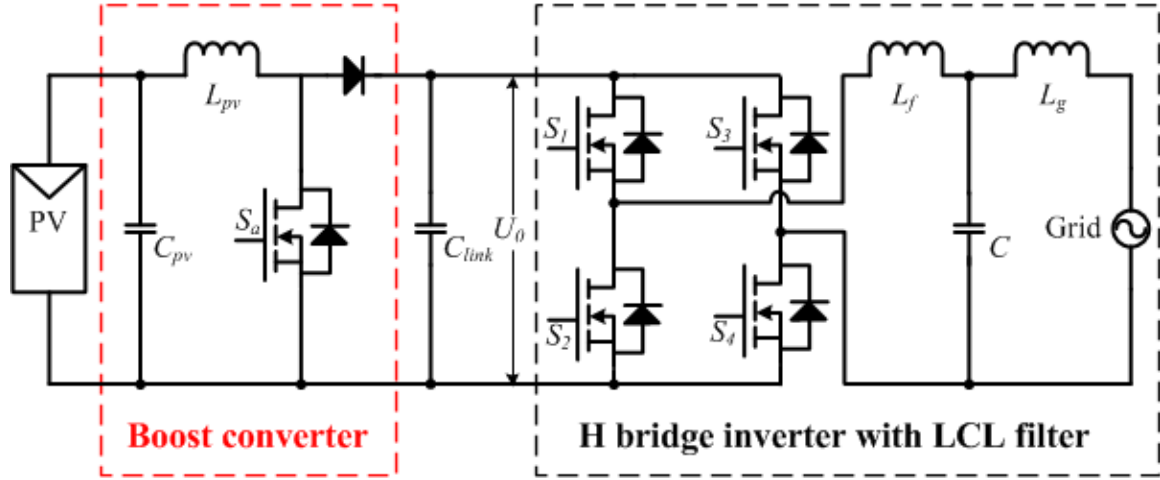 L_pv
L_f
L_g
S_1
S_3
PV
C_pv
S_a
C_link
U_0
C
Grid
S_2
S_4
Boost converter
H bridge inverter with LCL filter